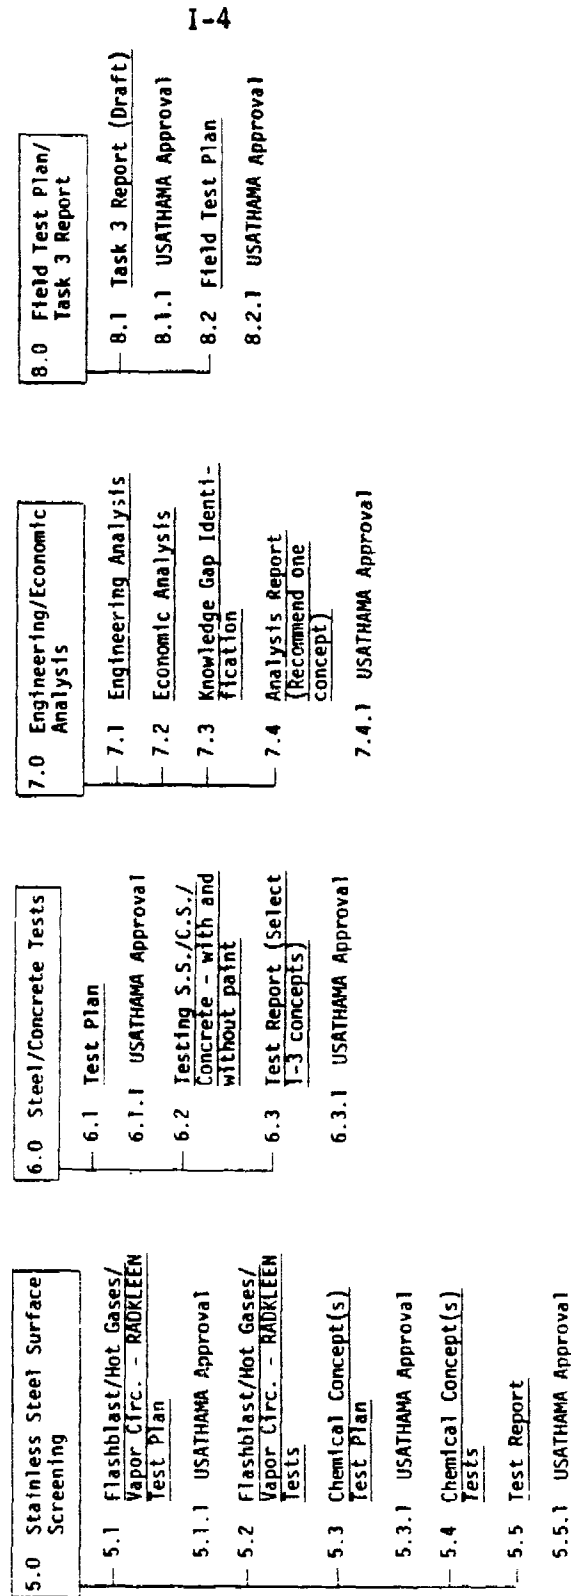 I-4
5.0 Stainless Steel Surface
Screening
5.1 Flashblast/Hot Gases/
Vapor Circ. - RADKLEEN
Test Plan
5.1.1 USATHAMA Approval
5.2 Flashblast/Hot Gases/
Vapor Circ. - RADKLEEN
Tests
5.3 Chemical Concept(s)
Test Plan
5.3.1 USATHAMA Approval
5.4 Chemical Concept(s)
Tests
5.5 Test Report
5.5.1 USATHAMA Approval
6.0 Steel/Concrete Tests
6.1 Test Plan
6.1.1 USATHAMA Approval
6.2 Testing S.S./C.S./
Concrete - with and
without paint
6.3 Test Report (Select
1-3 concepts)
6.3.1 USATHAMA Approval
7.0 Engineering/Economic
Analysis
7.1 Engineering Analysis
7.2 Economic Analysis
7.3 Knowledge Gap Identi-
fication
7.4 Analysis Report
(Recommend one
concept)
7.4.1 USATHAMA Approval
8.0 Field Test Plan/
Task 3 Report
8.1 Task 3 Report (Draft)
8.1.1 USATHAMA Approval
8.2 Field Test Plan
8.2.1 USATHAMA Approval